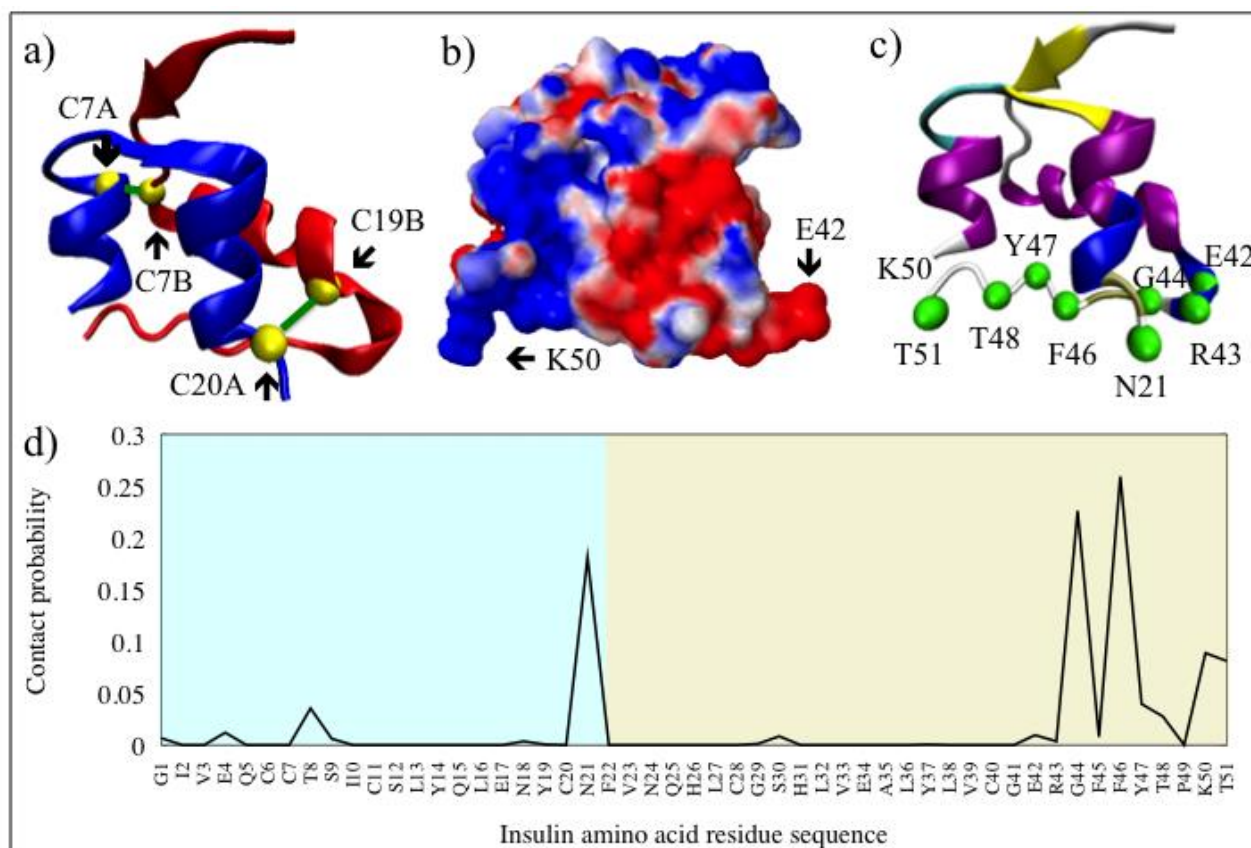 a)
C7A
C7B
C19B
C20A
b)
E42
K50
c)
K50
Y47
G44
E42
T51
T48
F46
R43
N21
d)
Contact probability
0.3
0.25
0.2
0.15
0.1
0.05
0
G1 I2 V3 E4 Q5 C6 C7 T8 S9 I10 C11 S12 L13 Y14 Q15 L16 E17 N18 Y19 C20 N21 F22 V23 N24 Q25 H26 L27 C28 G29 S30 H31 L32 V33 E34 A35 L36 Y37 L38 V39 C40 G41 E42 R43 G44 F45 F46 Y47 T48 P49 K50 T51
Insulin amino acid residue sequence